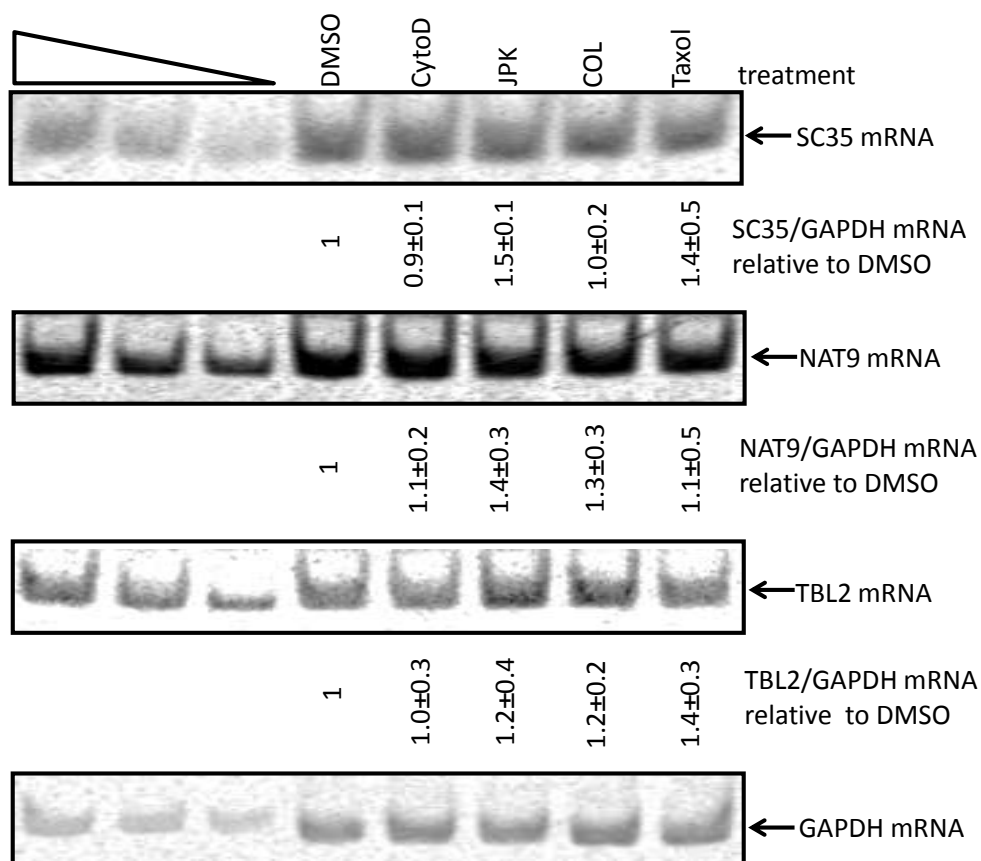 DMSO
CytoD
JPK
COL
Taxol
treatment
SC35 mRNA
1
0.9±0.1
1.5±0.1
1.0±0.2
1.4±0.5
SC35/GAPDH mRNA
relative to DMSO
NAT9 mRNA
1
1.1±0.2
1.4±0.3
1.3±0.3
1.1±0.5
NAT9/GAPDH mRNA
relative to DMSO
TBL2 mRNA
1
1.0±0.3
1.2±0.4
1.2±0.2
1.4±0.3
TBL2/GAPDH mRNA
relative to DMSO
GAPDH mRNA